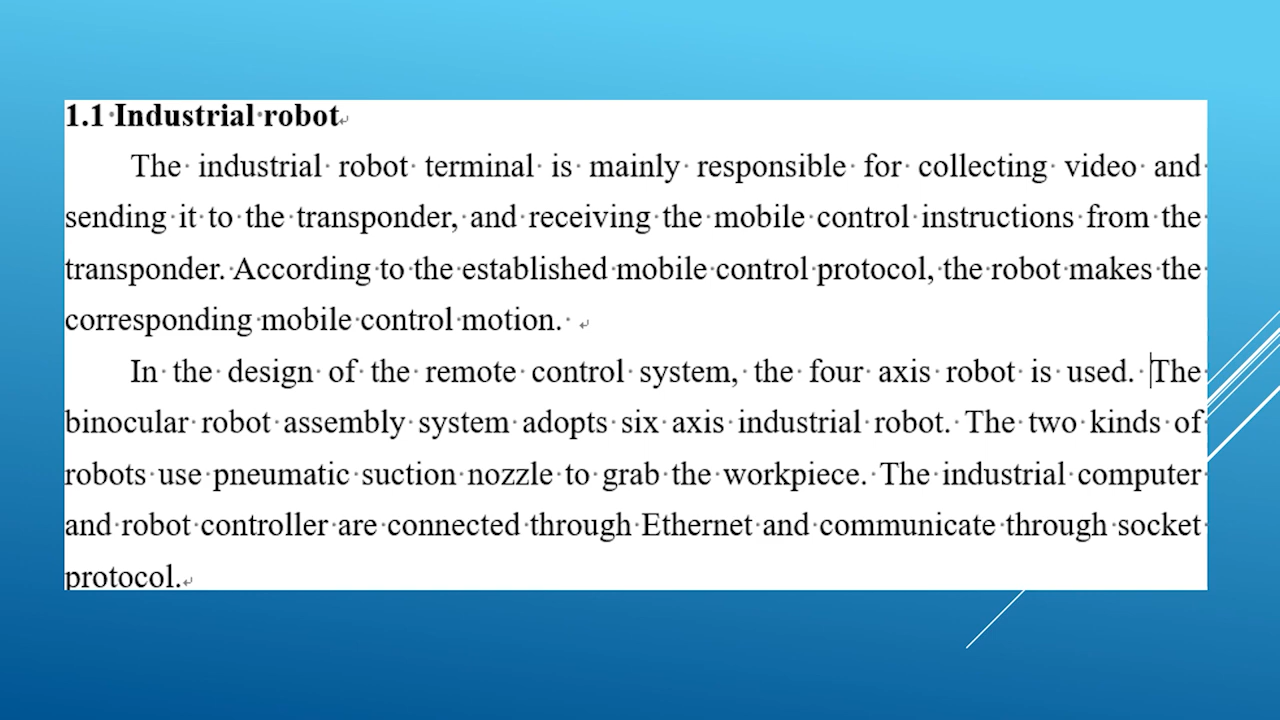 1.1 Industrial robot
The industrial robot terminal is mainly responsible for collecting video and
sending it to the transponder, and receiving the mobile control instructions from the
transponder. According to the established mobile control protocol, the robot makes the
corresponding mobile control motion.
In the design of the remote control system, the four axis robot is used. The
binocular robot assembly system adopts six axis industrial robot. The two kinds of
robots use pneumatic suction nozzle to grab the workpiece. The industrial computer
and robot controller are connected through Ethernet and communicate through socket
protocol.